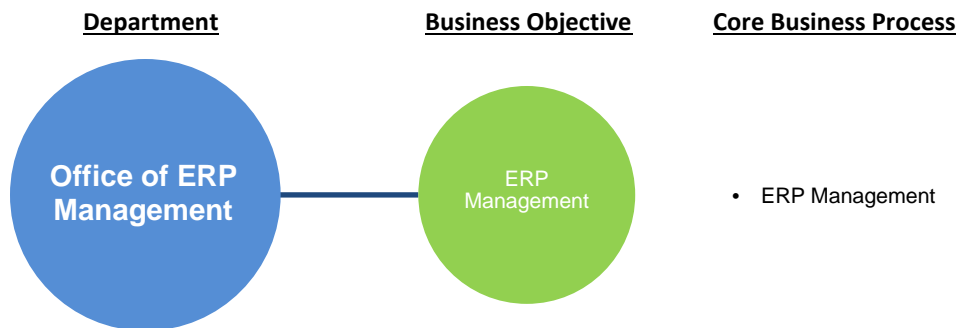 Department
Business Objective
Core Business Process
Office of ERP
Management
ERP
Management
• ERP Management